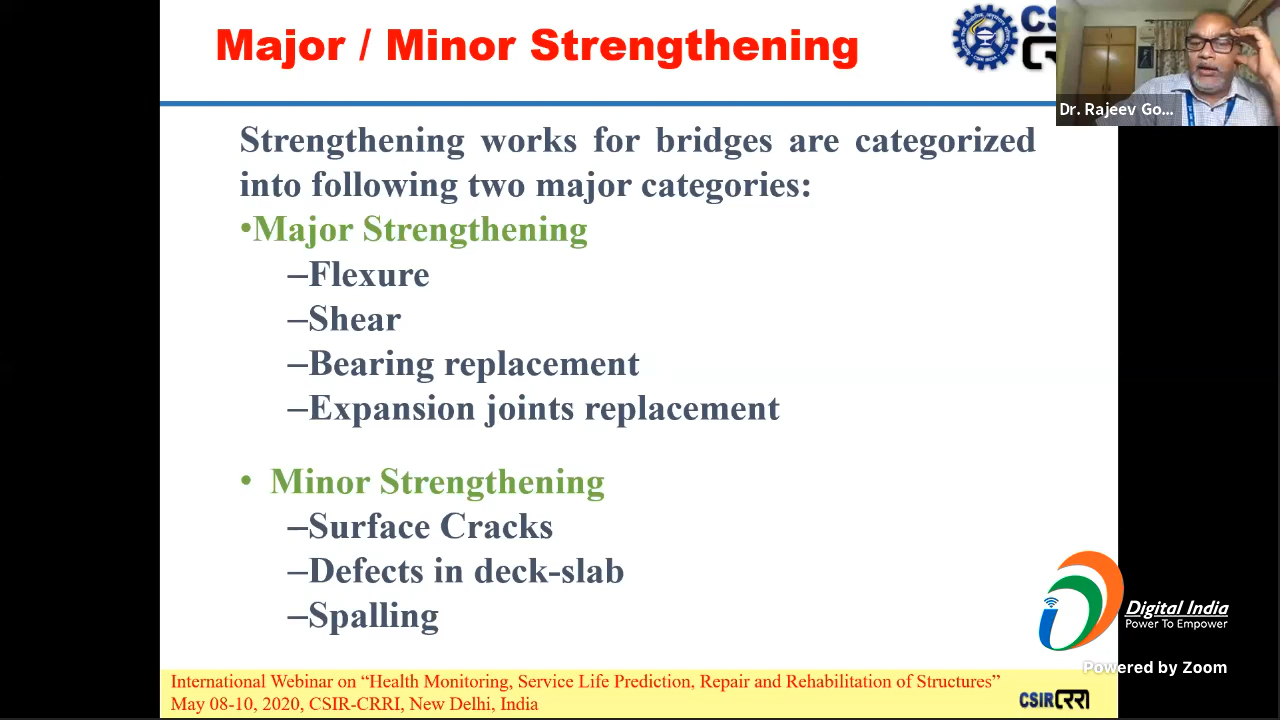 Major / Minor Strengthening
Dr. Rajeev Go...
Strengthening works for bridges are categorized
into following two major categories:
•Major Strengthening
–Flexure
–Shear
–Bearing replacement
–Expansion joints replacement
• Minor Strengthening
–Surface Cracks
–Defects in deck-slab
–Spalling
Digital India
Power To Empower
Powered by Zoom
International Webinar on “Health Monitoring, Service Life Prediction, Repair and Rehabilitation of Structures”
May 08-10, 2020, CSIR-CRRI, New Delhi, India
CSIR CRRI